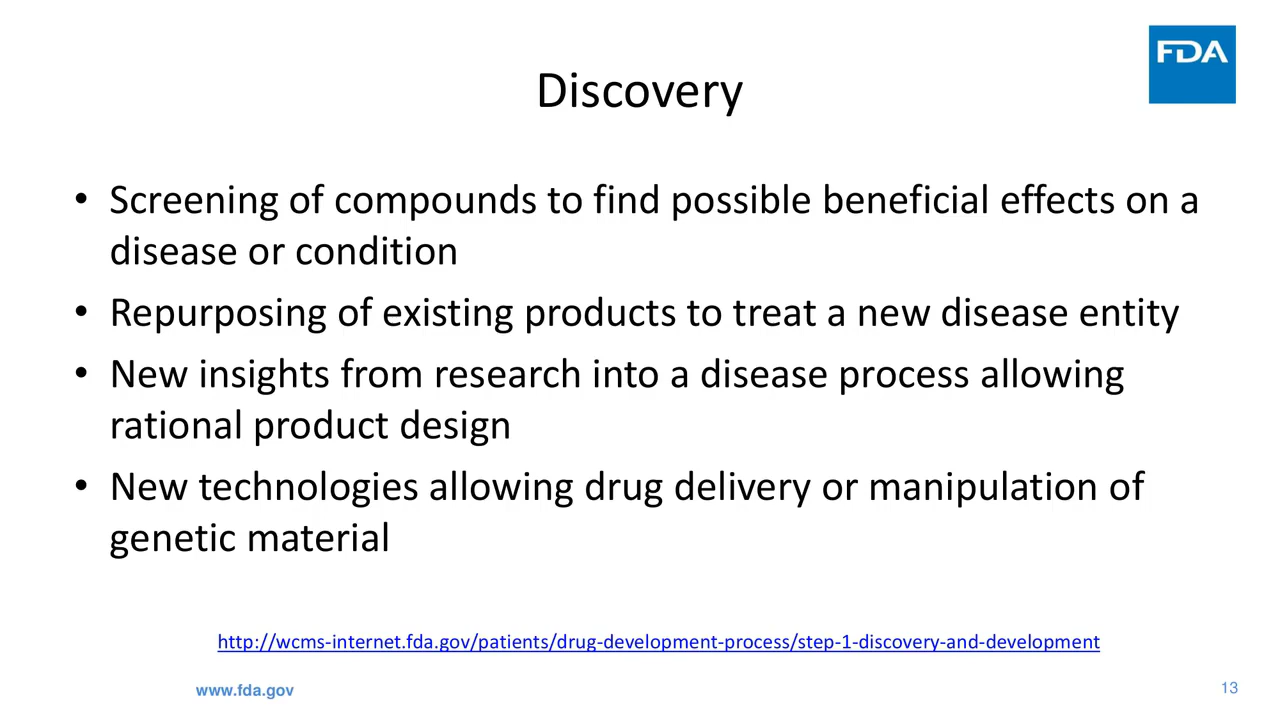 FDA
Discovery
• Screening of compounds to find possible beneficial effects on a
disease or condition
• Repurposing of existing products to treat a new disease entity
• New insights from research into a disease process allowing
rational product design
• New technologies allowing drug delivery or manipulation of
genetic material
http://wcms-internet.fda.gov/patients/drug-development-process/step-1-discovery-and-development
www.fda.gov
13